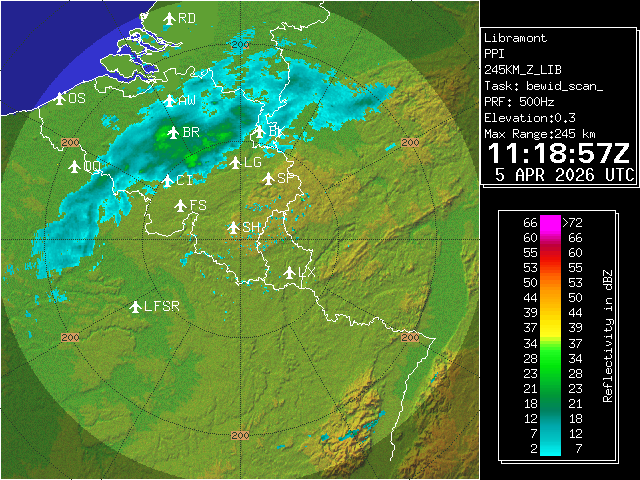 RD
200
OS
AW
BR
BE
200
200
OO
LG
CI
SP
FS
SH
LX
LFSR
200
200
200
Libramont
PPI
245KM_Z_LIB
Task: bewid_scan_
PRF: 500Hz
Elevation:0.3
Max Range:245 km
11:18:57Z
5 APR 2026 UTC
66 >72
60 66
55 60
53 55
50 53
44 50
39 44
37 39
34 37
28 34
23 28
21 23
18 21
12 18
7 12
2 7
Reflectivity in dBZ